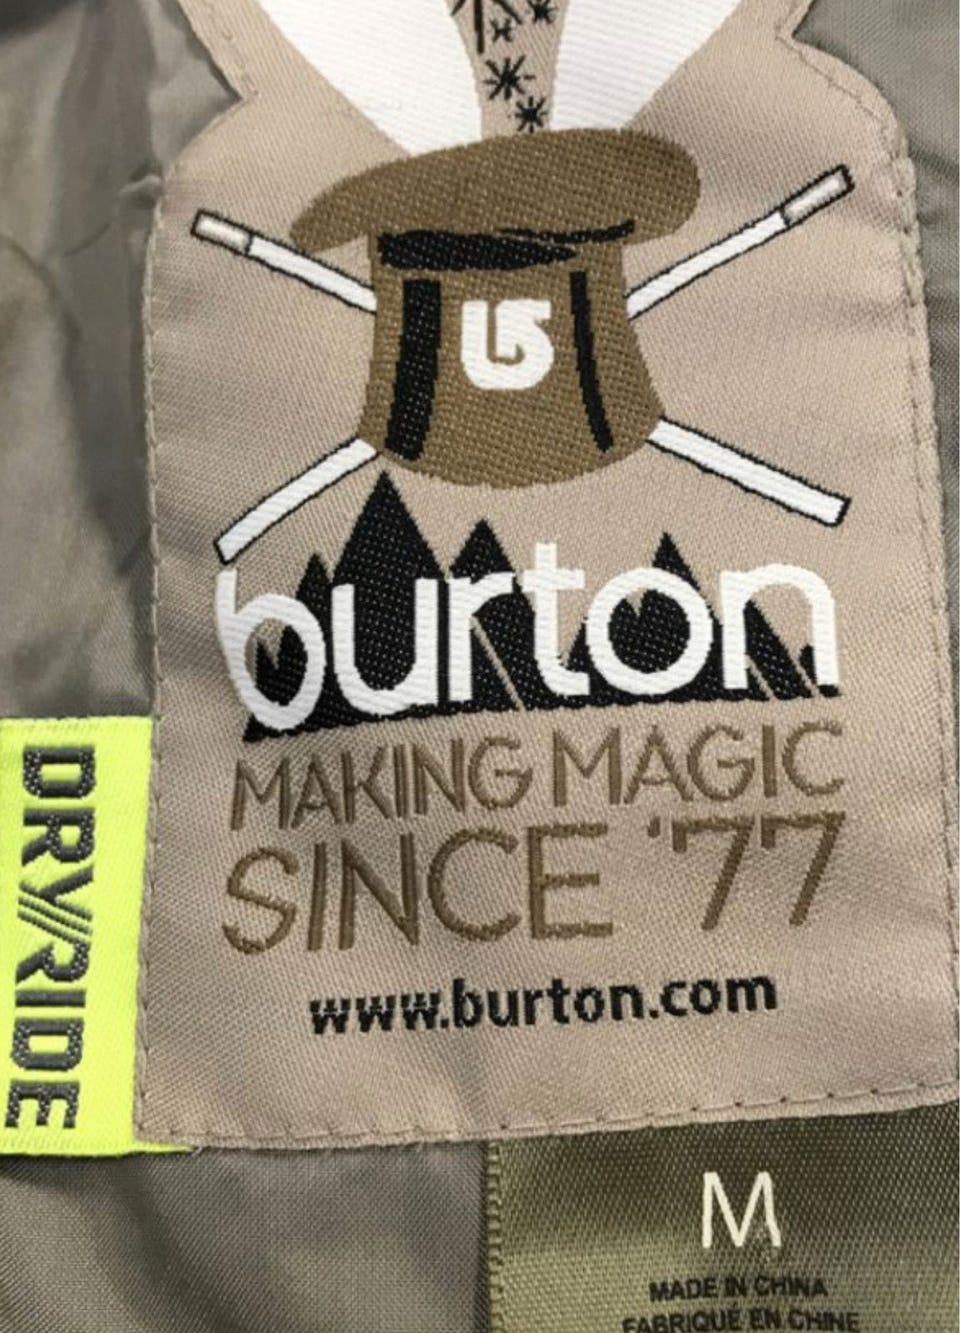 burton
MAKING MAGIC
SINCE '77
www.burton.com
DRY//RIDE
M
MADE IN CHINA
FABRIQUÉ EN CHINE